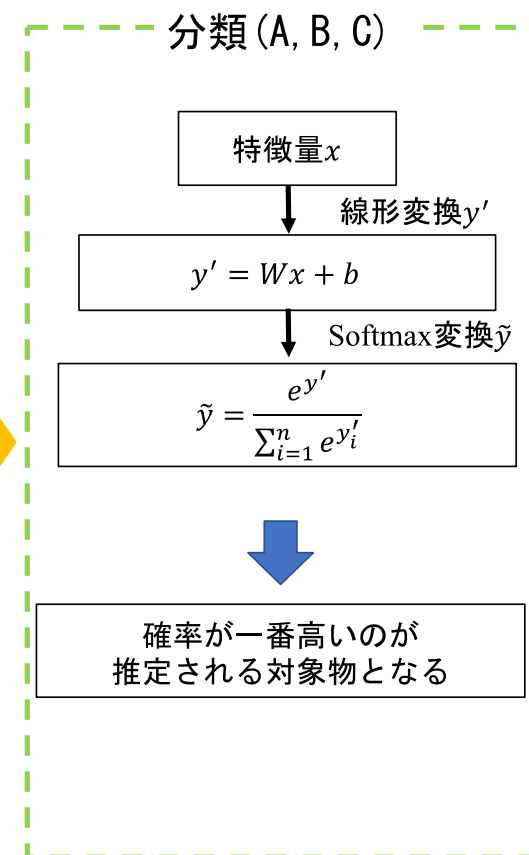 分類(A, B, C)
特徴量x
線形変換y′
y′ = Wx + b
Softmax変換ỹ
ỹ = e^{y′} / ∑_{i=1}^{n} e^{y′_i}
確率が一番高いのが
推定される対象物となる